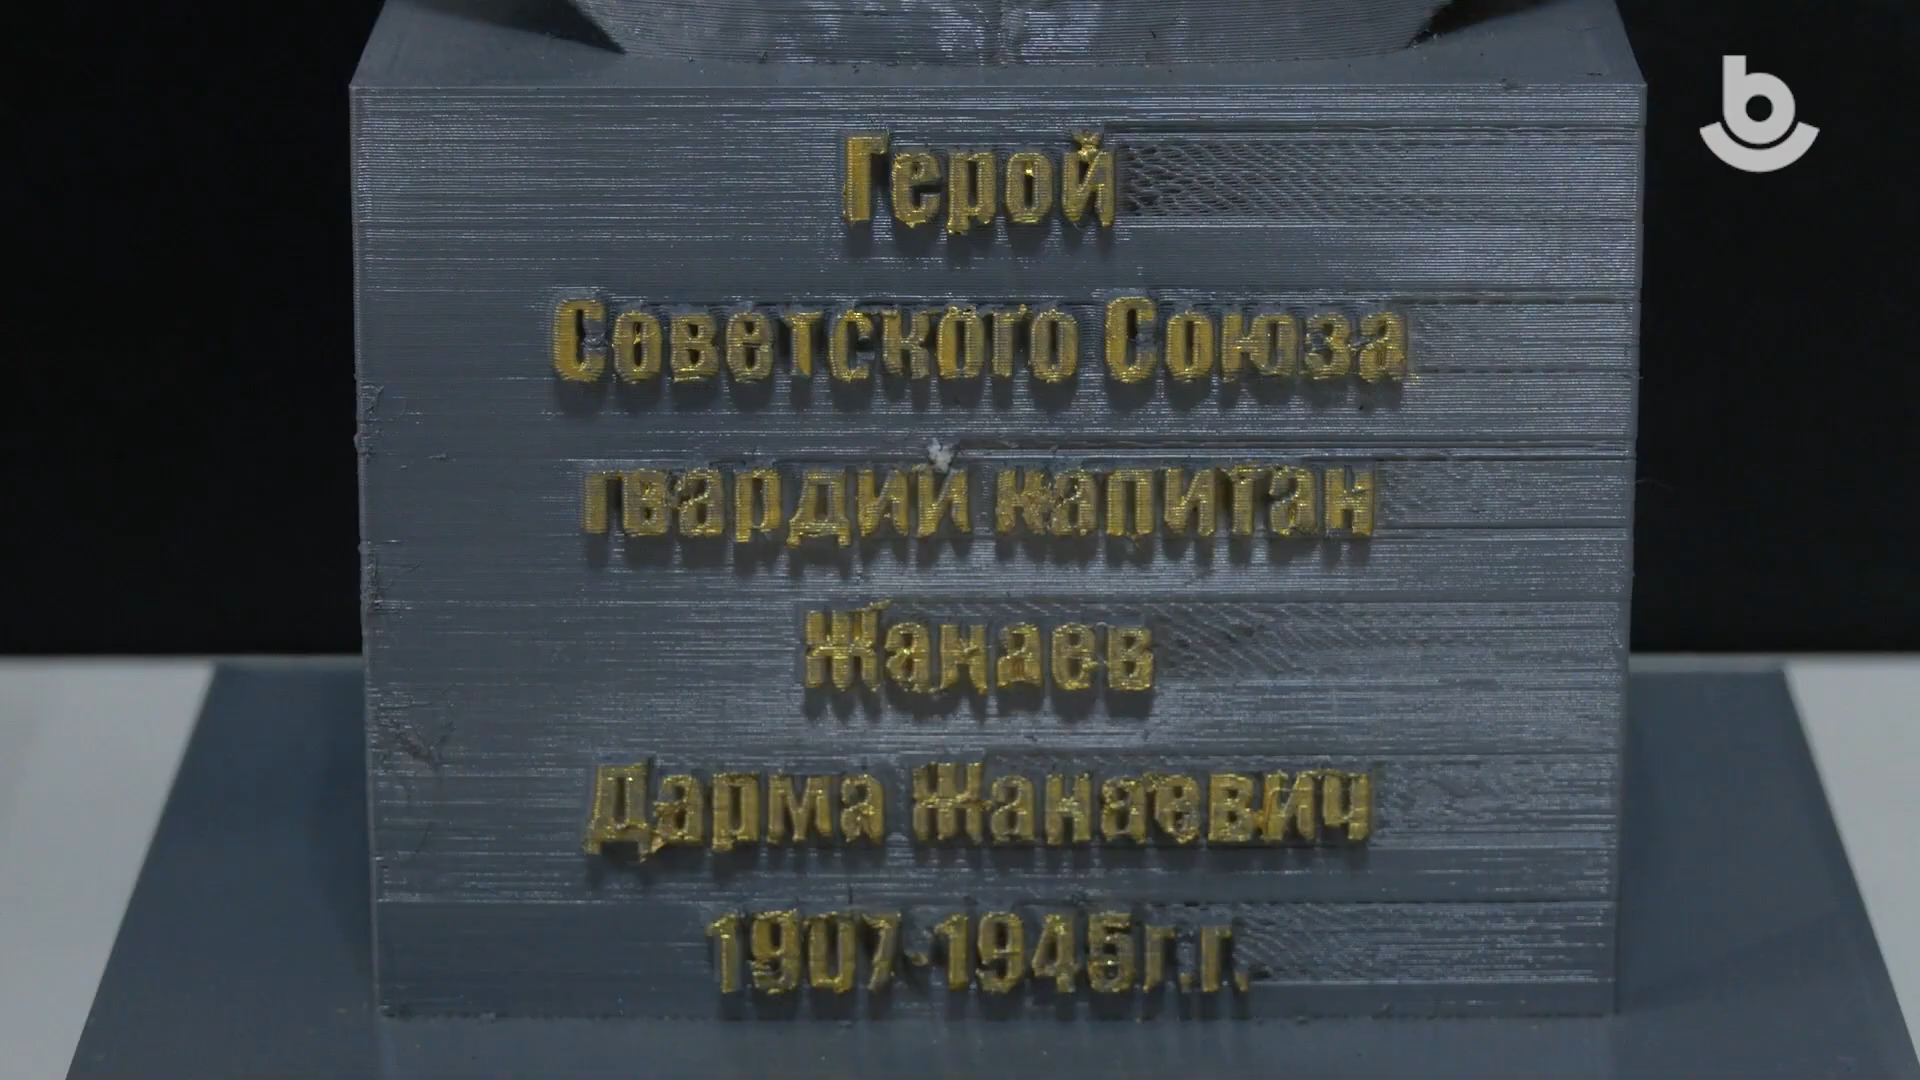 Герой
Советского Союза
гвардии капитан
Жанаев
Дарма Жанаевич
1907-1945г.г.